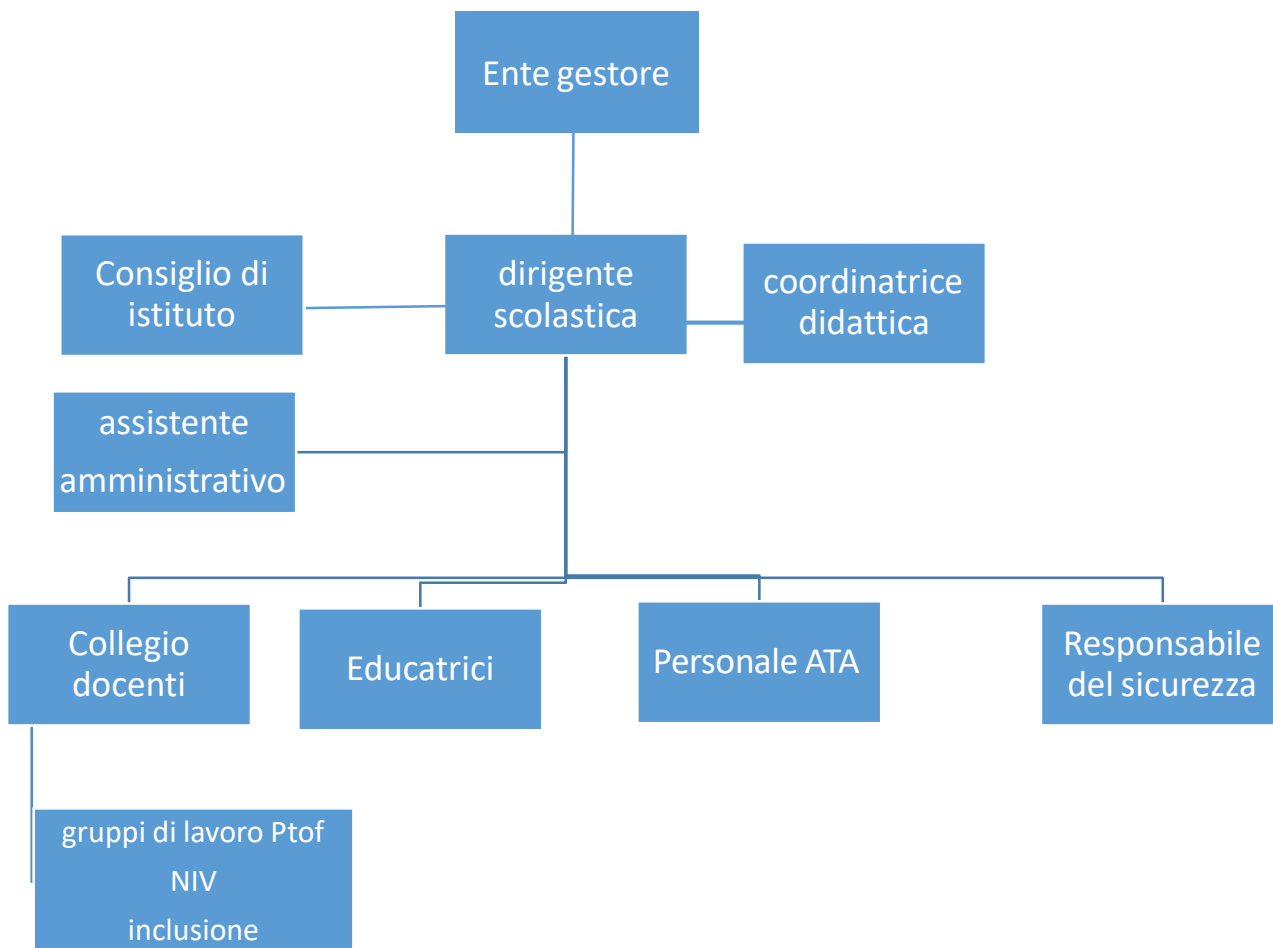 Ente gestore
Consiglio di
istituto
dirigente
scolastica
coordinatrice
didattica
assistente
amministrativo
Collegio
docenti
Educatrici
Personale ATA
Responsabile
del sicurezza
gruppi di lavoro Ptof
NIV
inclusione